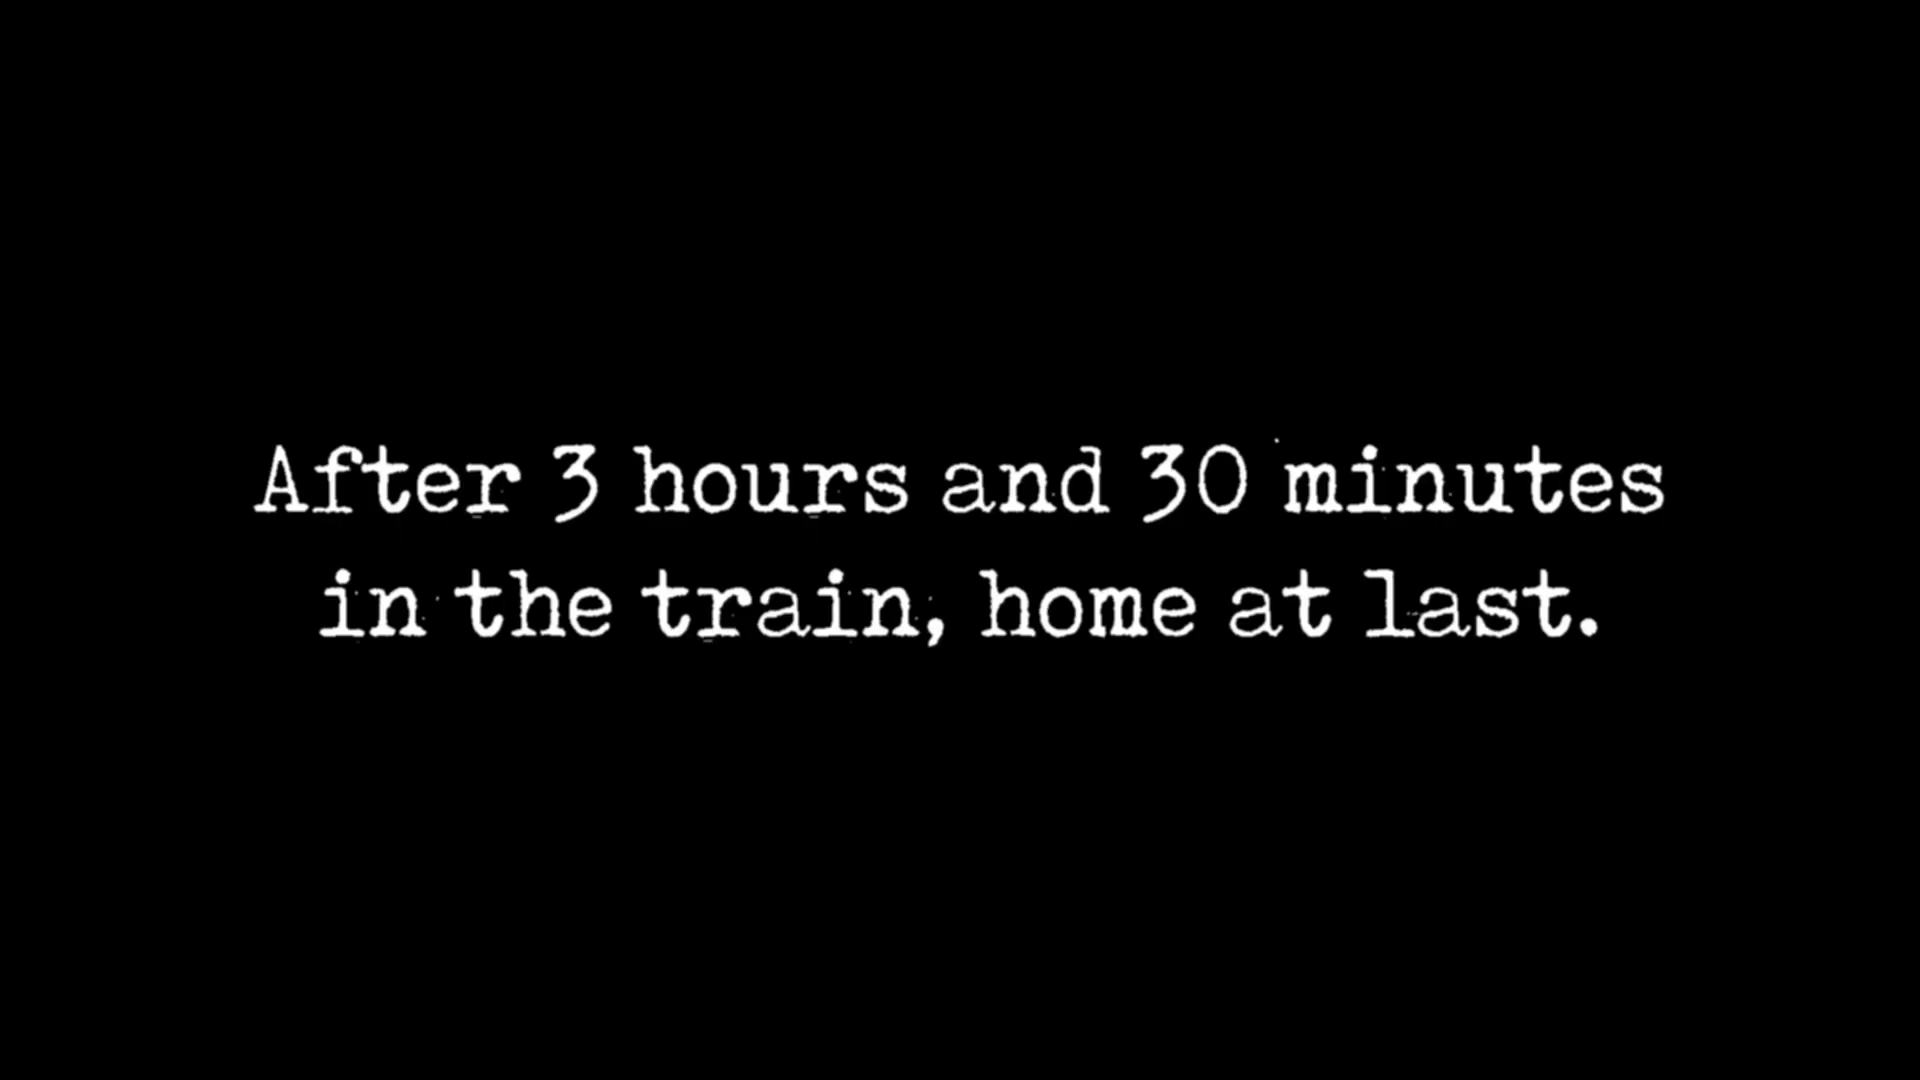 After 3 hours and 30 minutes
in the train, home at last.